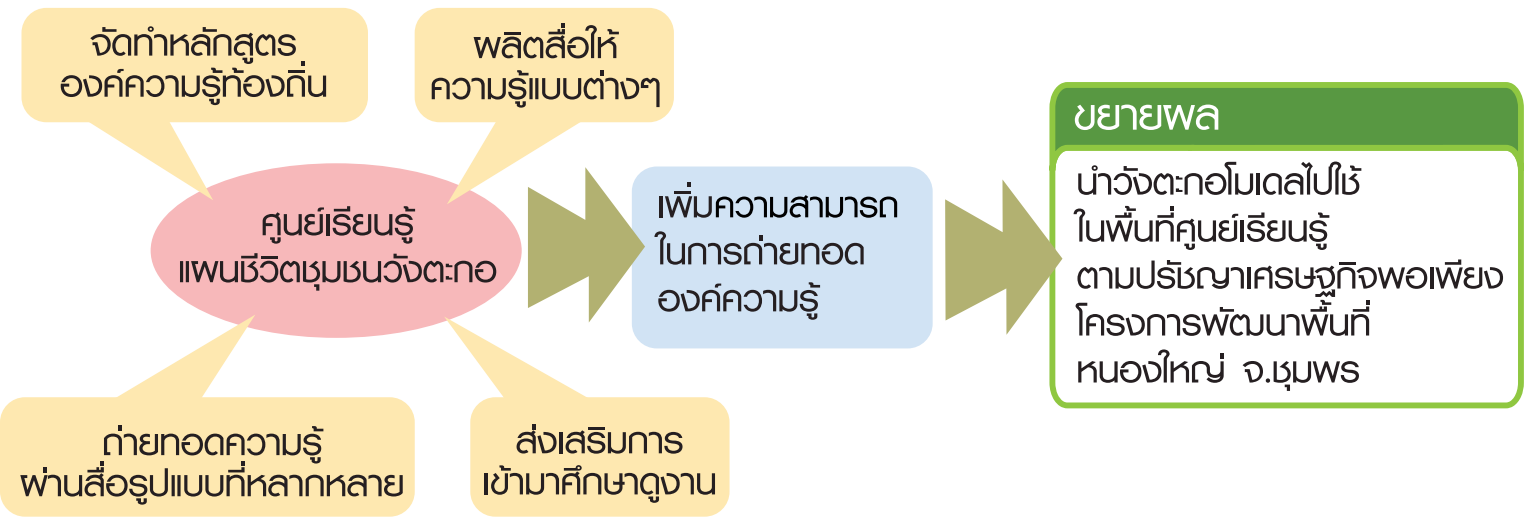 จัดทำหลักสูตร
องค์ความรู้ท้องถิ่น
ผลิตสื่อให้
ความรู้แบบต่างๆ
ศูนย์เรียนรู้
แผนชีวิตชุมชนวังตะกอ
ถ่ายทอดความรู้
ผ่านสื่อรูปแบบที่หลากหลาย
ส่งเสริมการ
เข้ามาศึกษาดูงาน
เพิ่มความสามารถ
ในการถ่ายทอด
องค์ความรู้
ขยายผล
นำวังตะกอโมเดลไปใช้
ในพื้นที่ศูนย์เรียนรู้
ตามปรัชญาเศรษฐกิจพอเพียง
โครงการพัฒนาพื้นที่
หนองใหญ่ จ.ชุมพร